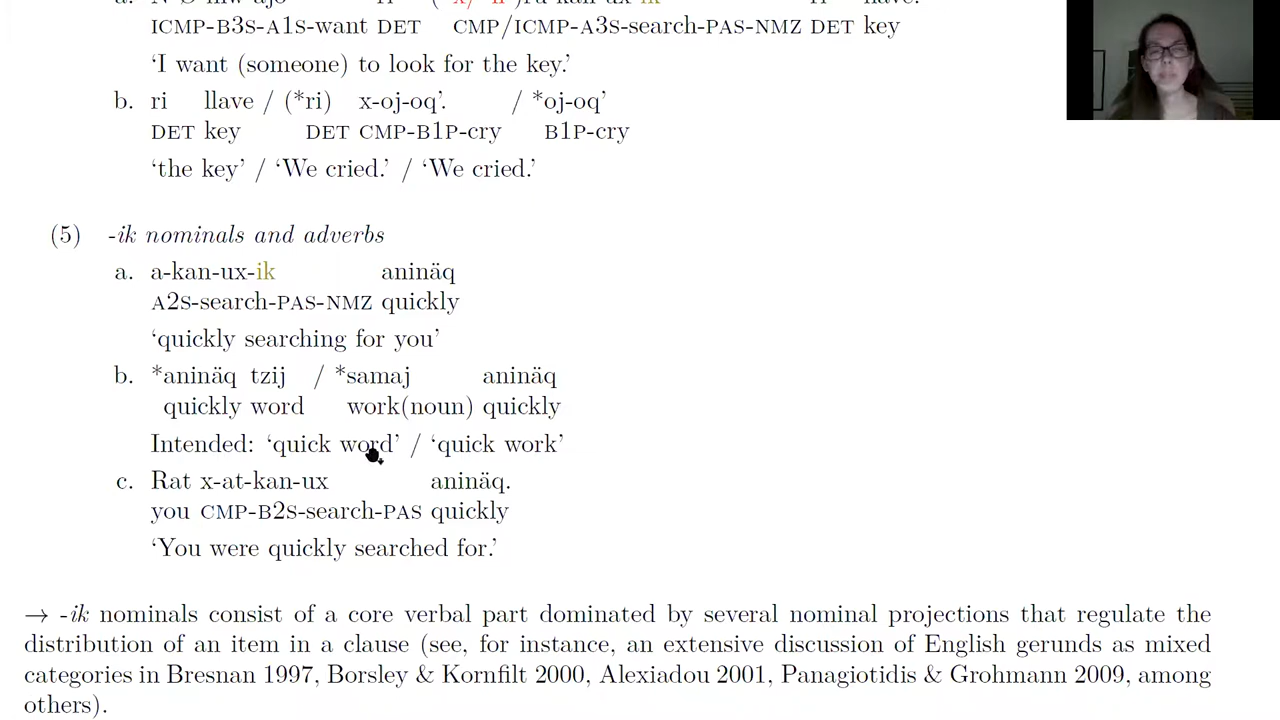 a.
ICMP-B3S-A1S-want DET CMP/ICMP-A3S-search-PAS-NMZ DET key
‘I want (someone) to look for the key.’
b. ri llave / (*ri) x-oj-oq’. / *oj-oq’
DET key DET CMP-B1P-cry B1P-cry
‘the key’ / ‘We cried.’ / ‘We cried.’
(5) -ik nominals and adverbs
a. a-kan-ux-ik aninäq
A2S-search-PAS-NMZ quickly
‘quickly searching for you’
b. *aninäq tzij / *samaj aninäq
quickly word work(noun) quickly
Intended: ‘quick word’ / ‘quick work’
c. Rat x-at-kan-ux aninäq.
you CMP-B2S-search-PAS quickly
‘You were quickly searched for.’
→ -ik nominals consist of a core verbal part dominated by several nominal projections that regulate the
distribution of an item in a clause (see, for instance, an extensive discussion of English gerunds as mixed
categories in Bresnan 1997, Borsley & Kornfilt 2000, Alexiadou 2001, Panagiotidis & Grohmann 2009, among
others).